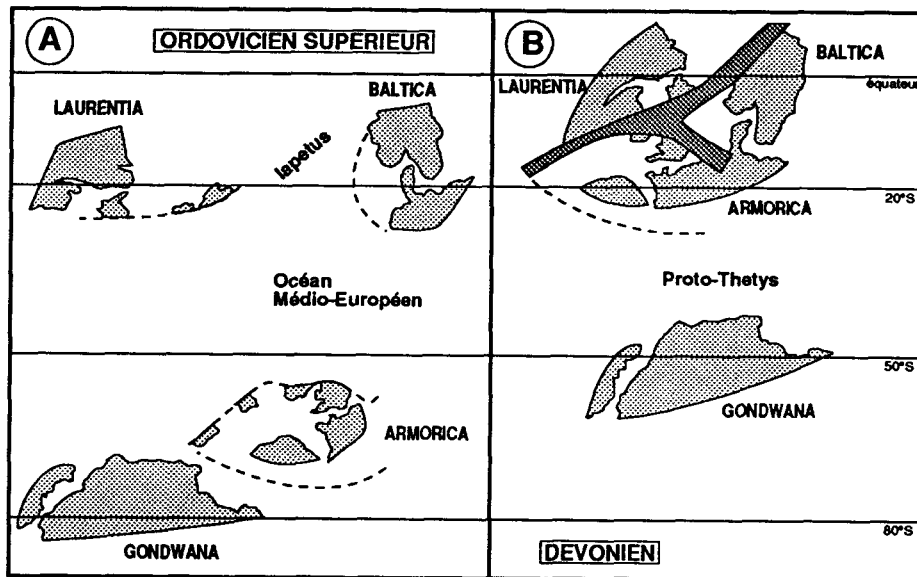 A
ORDOVICIEN SUPÉRIEUR
LAURENTIA
BALTICA
Iapetus
Océan
Médio-Européen
ARMORICA
GONDWANA
B
BALTICA
LAURENTIA
équateur
20°S
ARMORICA
Proto-Thetys
50°S
GONDWANA
80°S
DEVONIEN